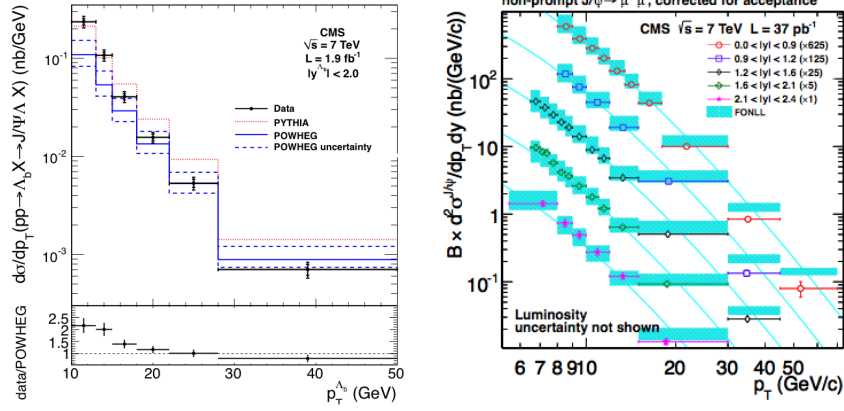 CMS
√s = 7 TeV
L = 1.9 fb⁻¹
|y^Λb| < 2.0
Data
PYTHIA
POWHEG
POWHEG uncertainty
dσ/dp_T(pp→Λ_b X→J/Ψ Λ X) (nb/GeV)
10⁻¹
10⁻²
10⁻³
data/POWHEG
2.5
2
1.5
1
10 20 30 40 50
p_T^Λb (GeV)
non-prompt J/ψ→ μ⁺μ⁻, corrected for acceptance
CMS √s = 7 TeV L = 37 pb⁻¹
0.0 < |y| < 0.9 (×625)
0.9 < |y| < 1.2 (×125)
1.2 < |y| < 1.6 (×25)
1.6 < |y| < 2.1 (×5)
2.1 < |y| < 2.4 (×1)
FONLL
B × d²σ^J/ψ/dp_T dy (nb/(GeV/c))
10³
10²
10
1
10⁻¹
Luminosity
uncertainty not shown
6 7 8 9 10 20 30 40 50
p_T (GeV/c)